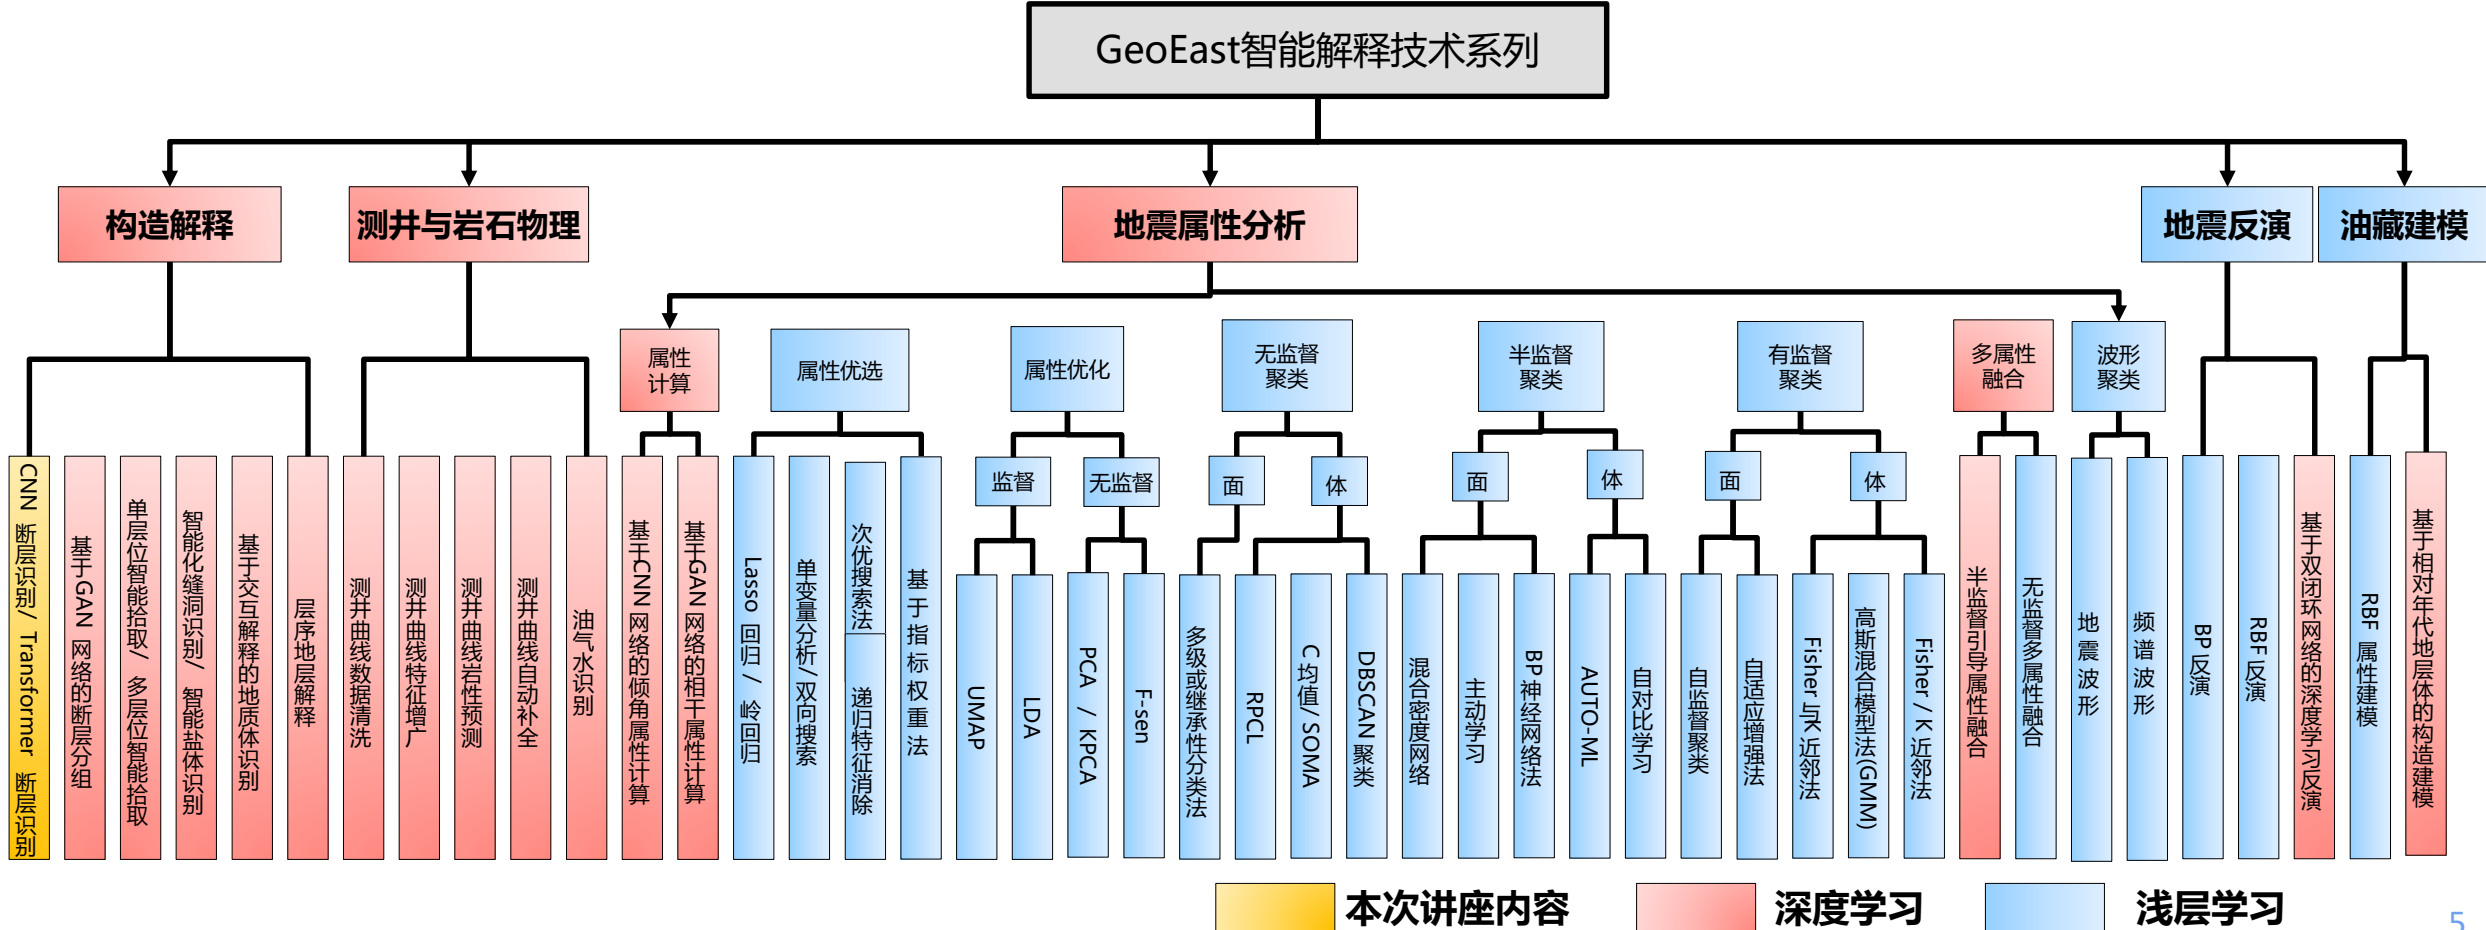 GeoEast智能解释技术系列
构造解释
测井与岩石物理
地震属性分析
地震反演
油藏建模
属性
计算
属性优选
属性优化
无监督
聚类
半监督
聚类
有监督
聚类
多属性
融合
波形
聚类
监督
无监督
面
体
面
体
面
体
CNN 断层识别/ Transformer 断层识别
基于GAN 网络的断层分组
单层位智能拾取/ 多层位智能拾取
智能化缝洞识别/ 智能盐体识别
基于交互解释的地质体识别
层序地层解释
测井曲线数据清洗
测井曲线特征增广
测井曲线岩性预测
测井曲线自动补全
油气水识别
基于CNN 网络的倾角属性计算
基于GAN 网络的相干属性计算
Lasso 回归 / 岭回归
单变量分析/双向搜索
次优搜索法
递归特征消除
基于指标权重法
UMAP
LDA
PCA / KPCA
F-sen
多级或继承性分类法
RPCL
C 均值/ SOMA
DBSCAN 聚类
混合密度网络
主动学习
BP 神经网络法
AUTO-ML
自对比学习
自监督聚类
自适应增强法
Fisher 与K 近邻法
高斯混合模型法(GMM)
Fisher / K 近邻法
半监督引导属性融合
无监督多属性融合
地震波形
频谱波形
BP 反演
RBF 反演
基于双闭环网络的深度学习反演
RBF 属性建模
基于相对年代地层体的构造建模
本次讲座内容
深度学习
浅层学习
5